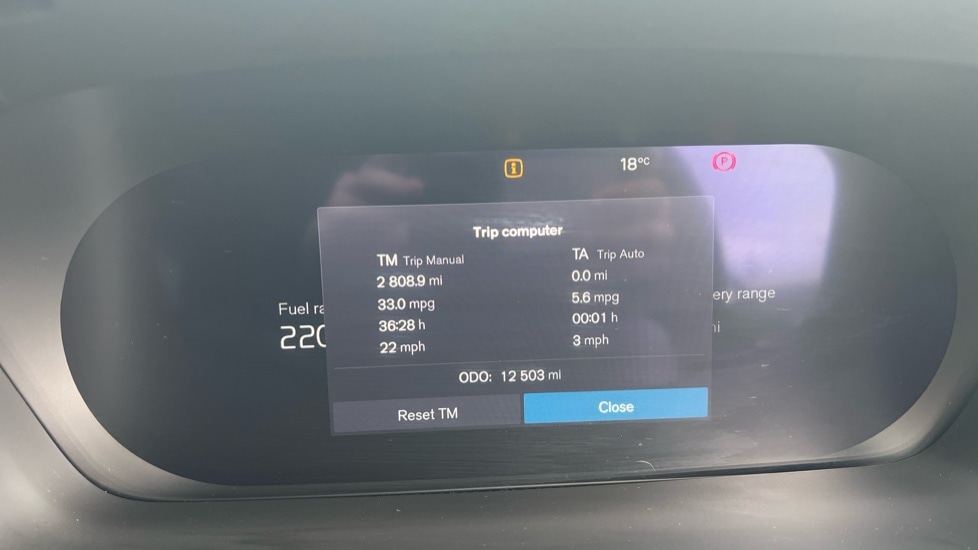 18°C
P
Trip computer
TM Trip Manual
2 808.9 mi
33.0 mpg
36:28 h
22 mph
TA Trip Auto
0.0 mi
5.6 mpg
00:01 h
3 mph
Fuel ra
220
ery range
mi
ODO: 12 503 mi
Reset TM
Close